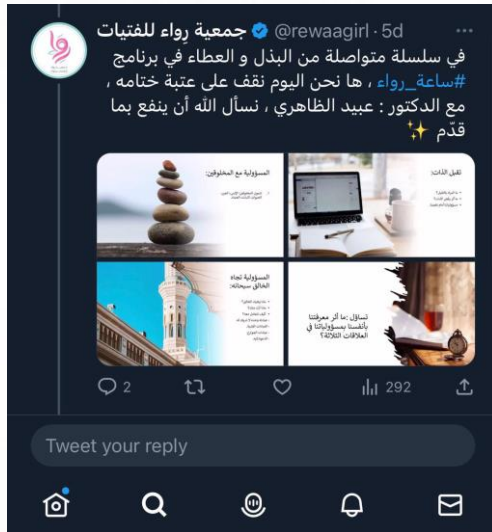 جمعية رِواء للفتيات @rewaagirl · 5d
في سلسلة متواصلة من البذل و العطاء في برنامج
#ساعة_رواء ، ها نحن اليوم نقف على عتبة ختامه ،
مع الدكتور : عبيد الظاهري ، نسأل الله أن ينفع بما
قدّم ✨
تقبل الذات:
المسؤولية مع المخلوقين:
المسؤولية تجاه
الخالق سبحانه:
تساؤل :ما أثر معرفتنا
بأنفسنا بمسؤولياتنا في
العلاقات الثلاثة؟
2
292
Tweet your reply